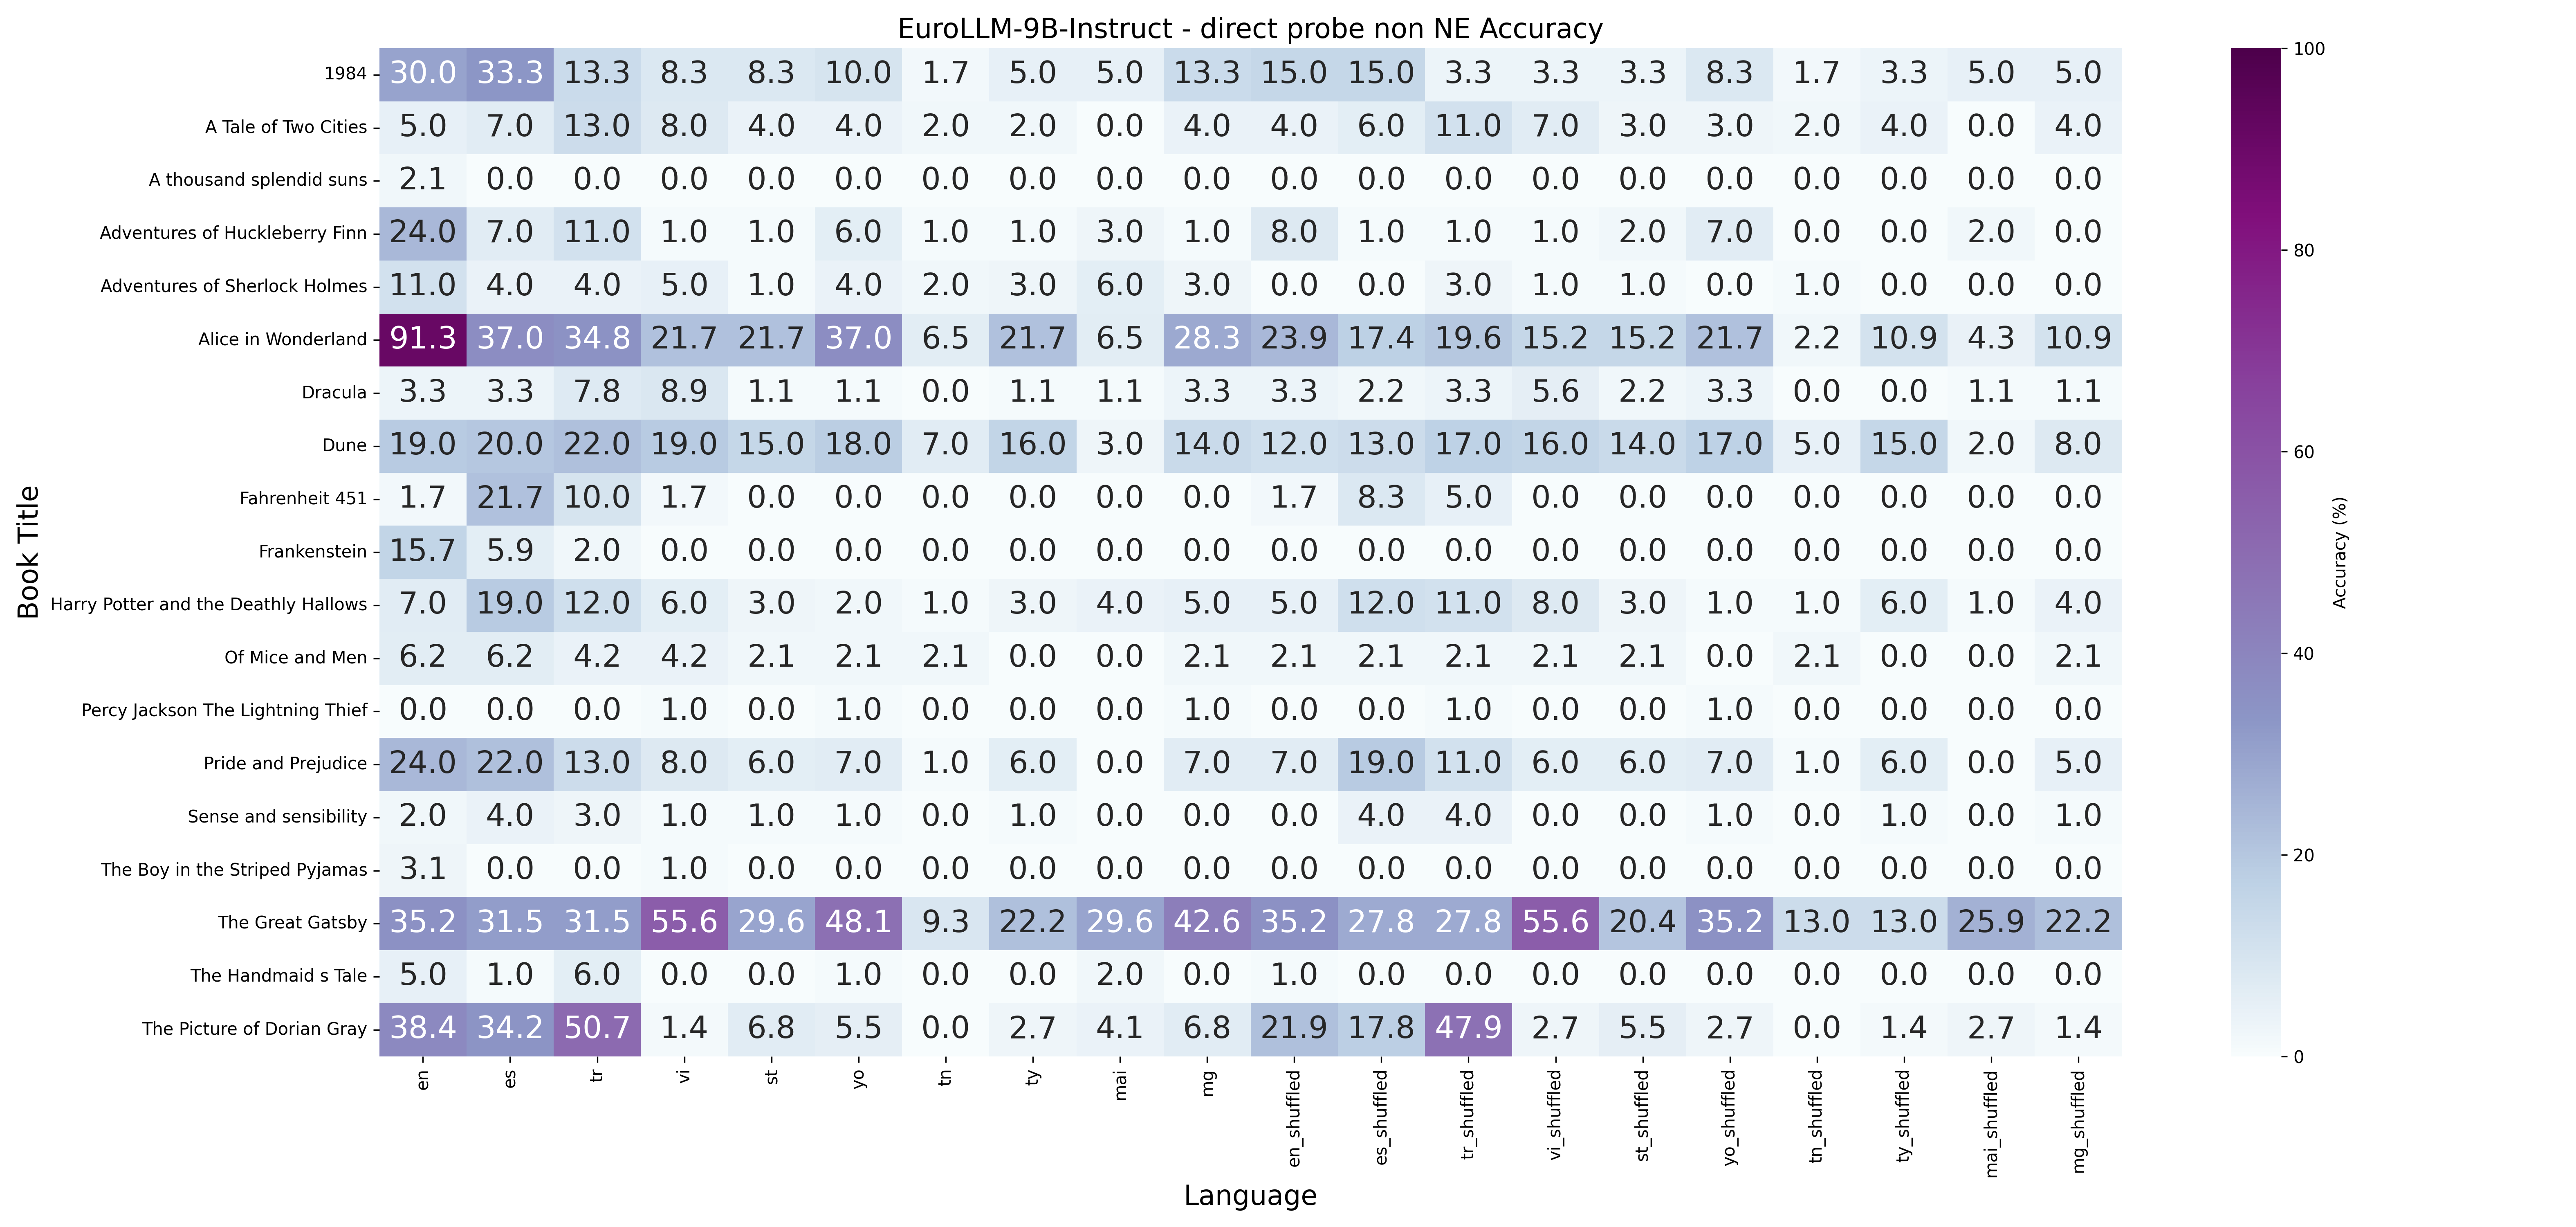 EuroLLM-9B-Instruct - direct probe non NE Accuracy
Book Title
1984 30.0 33.3 13.3 8.3 8.3 10.0 1.7 5.0 5.0 13.3 15.0 15.0 3.3 3.3 3.3 8.3 1.7 3.3 5.0 5.0
A Tale of Two Cities 5.0 7.0 13.0 8.0 4.0 4.0 2.0 2.0 0.0 4.0 4.0 6.0 11.0 7.0 3.0 3.0 2.0 4.0 0.0 4.0
A thousand splendid suns 2.1 0.0 0.0 0.0 0.0 0.0 0.0 0.0 0.0 0.0 0.0 0.0 0.0 0.0 0.0 0.0 0.0 0.0 0.0 0.0
Adventures of Huckleberry Finn 24.0 7.0 11.0 1.0 1.0 6.0 1.0 1.0 3.0 1.0 8.0 1.0 1.0 1.0 2.0 7.0 0.0 0.0 2.0 0.0
Adventures of Sherlock Holmes 11.0 4.0 4.0 5.0 1.0 4.0 2.0 3.0 6.0 3.0 0.0 0.0 3.0 1.0 1.0 0.0 1.0 0.0 0.0 0.0
Alice in Wonderland 91.3 37.0 34.8 21.7 21.7 37.0 6.5 21.7 6.5 28.3 23.9 17.4 19.6 15.2 15.2 21.7 2.2 10.9 4.3 10.9
Dracula 3.3 3.3 7.8 8.9 1.1 1.1 0.0 1.1 1.1 3.3 3.3 2.2 3.3 5.6 2.2 3.3 0.0 0.0 1.1 1.1
Dune 19.0 20.0 22.0 19.0 15.0 18.0 7.0 16.0 3.0 14.0 12.0 13.0 17.0 16.0 14.0 17.0 5.0 15.0 2.0 8.0
Fahrenheit 451 1.7 21.7 10.0 1.7 0.0 0.0 0.0 0.0 0.0 0.0 1.7 8.3 5.0 0.0 0.0 0.0 0.0 0.0 0.0 0.0
Frankenstein 15.7 5.9 2.0 0.0 0.0 0.0 0.0 0.0 0.0 0.0 0.0 0.0 0.0 0.0 0.0 0.0 0.0 0.0 0.0 0.0
Harry Potter and the Deathly Hallows 7.0 19.0 12.0 6.0 3.0 2.0 1.0 3.0 4.0 5.0 5.0 12.0 11.0 8.0 3.0 1.0 1.0 6.0 1.0 4.0
Of Mice and Men 6.2 6.2 4.2 4.2 2.1 2.1 2.1 0.0 0.0 2.1 2.1 2.1 2.1 2.1 2.1 0.0 2.1 0.0 0.0 2.1
Percy Jackson The Lightning Thief 0.0 0.0 0.0 1.0 0.0 1.0 0.0 0.0 0.0 1.0 0.0 0.0 1.0 0.0 0.0 1.0 0.0 0.0 0.0 0.0
Pride and Prejudice 24.0 22.0 13.0 8.0 6.0 7.0 1.0 6.0 0.0 7.0 7.0 19.0 11.0 6.0 6.0 7.0 1.0 6.0 0.0 5.0
Sense and sensibility 2.0 4.0 3.0 1.0 1.0 1.0 0.0 1.0 0.0 0.0 0.0 4.0 4.0 0.0 0.0 1.0 0.0 1.0 0.0 1.0
The Boy in the Striped Pyjamas 3.1 0.0 0.0 1.0 0.0 0.0 0.0 0.0 0.0 0.0 0.0 0.0 0.0 0.0 0.0 0.0 0.0 0.0 0.0 0.0
The Great Gatsby 35.2 31.5 31.5 55.6 29.6 48.1 9.3 22.2 29.6 42.6 35.2 27.8 27.8 55.6 20.4 35.2 13.0 13.0 25.9 22.2
The Handmaid s Tale 5.0 1.0 6.0 0.0 0.0 1.0 0.0 0.0 2.0 0.0 1.0 0.0 0.0 0.0 0.0 0.0 0.0 0.0 0.0 0.0
The Picture of Dorian Gray 38.4 34.2 50.7 1.4 6.8 5.5 0.0 2.7 4.1 6.8 21.9 17.8 47.9 2.7 5.5 2.7 0.0 1.4 2.7 1.4
en es tr vi st yo tn ty mai mg en_shuffled es_shuffled tr_shuffled vi_shuffled st_shuffled yo_shuffled tn_shuffled ty_shuffled mai_shuffled mg_shuffled
Language
100
80
60
40
20
0
Accuracy (%)